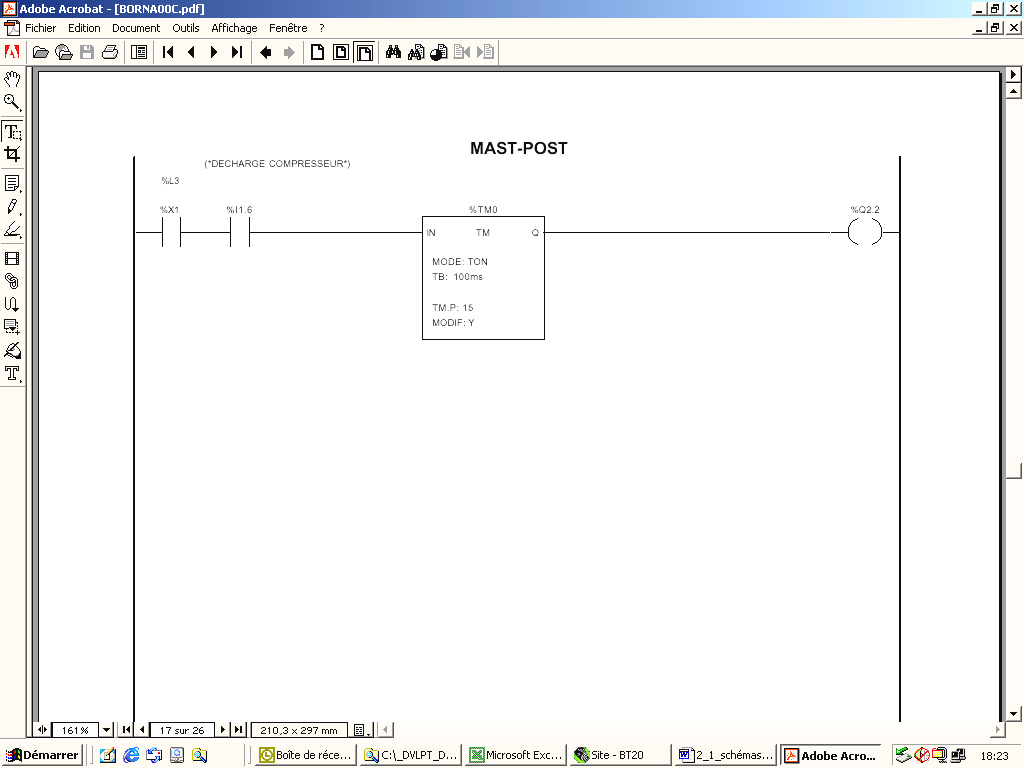 Adobe Acrobat - [BORNA00C.pdf]
Fichier Edition Document Outils Affichage Fenêtre ?
MAST-POST
(*DECHARGE COMPRESSEUR*)
%L3
%X1 %I1.6 %TM0 %Q2.2
IN TM Q
MODE: TON
TB: 100ms
TM.P: 15
MODIF: Y
161% 17 sur 26 210,3 x 297 mm
Démarrer Boîte de réce... C:\_DVLPT_D... Microsoft Exc... Site - BT20 2_1_schémas... Adobe Acro... 18:23